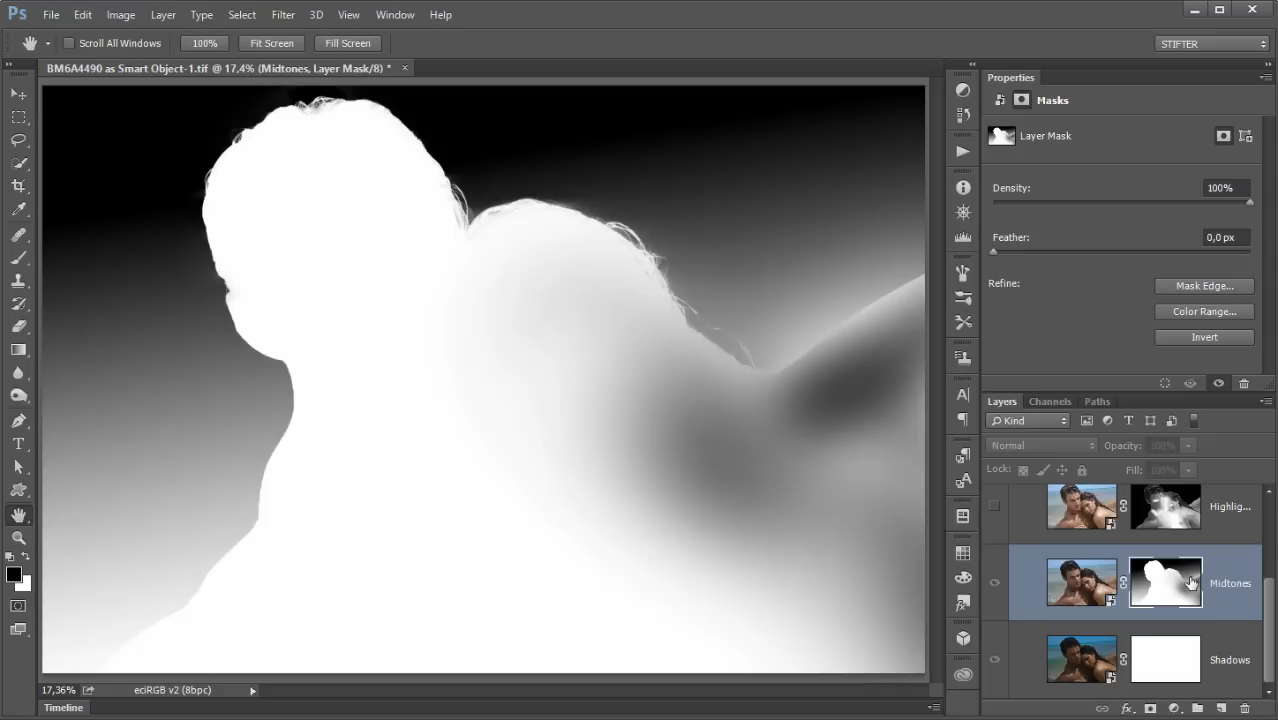 Ps File Edit Image Layer Type Select Filter 3D View Window Help
Scroll All Windows 100% Fit Screen Fill Screen STIFTER
BM6A4490 as Smart Object-1.tif @ 17,4% (Midtones, Layer Mask/8) * ×
Properties
Masks
Layer Mask
Density: 100%
Feather: 0,0 px
Refine: Mask Edge...
Color Range...
Invert
Layers Channels Paths
Kind
Normal Opacity: 100%
Lock: Fill: 100%
Highlig...
Midtones
Shadows
17,36% eciRGB v2 (8bpc)
Timeline